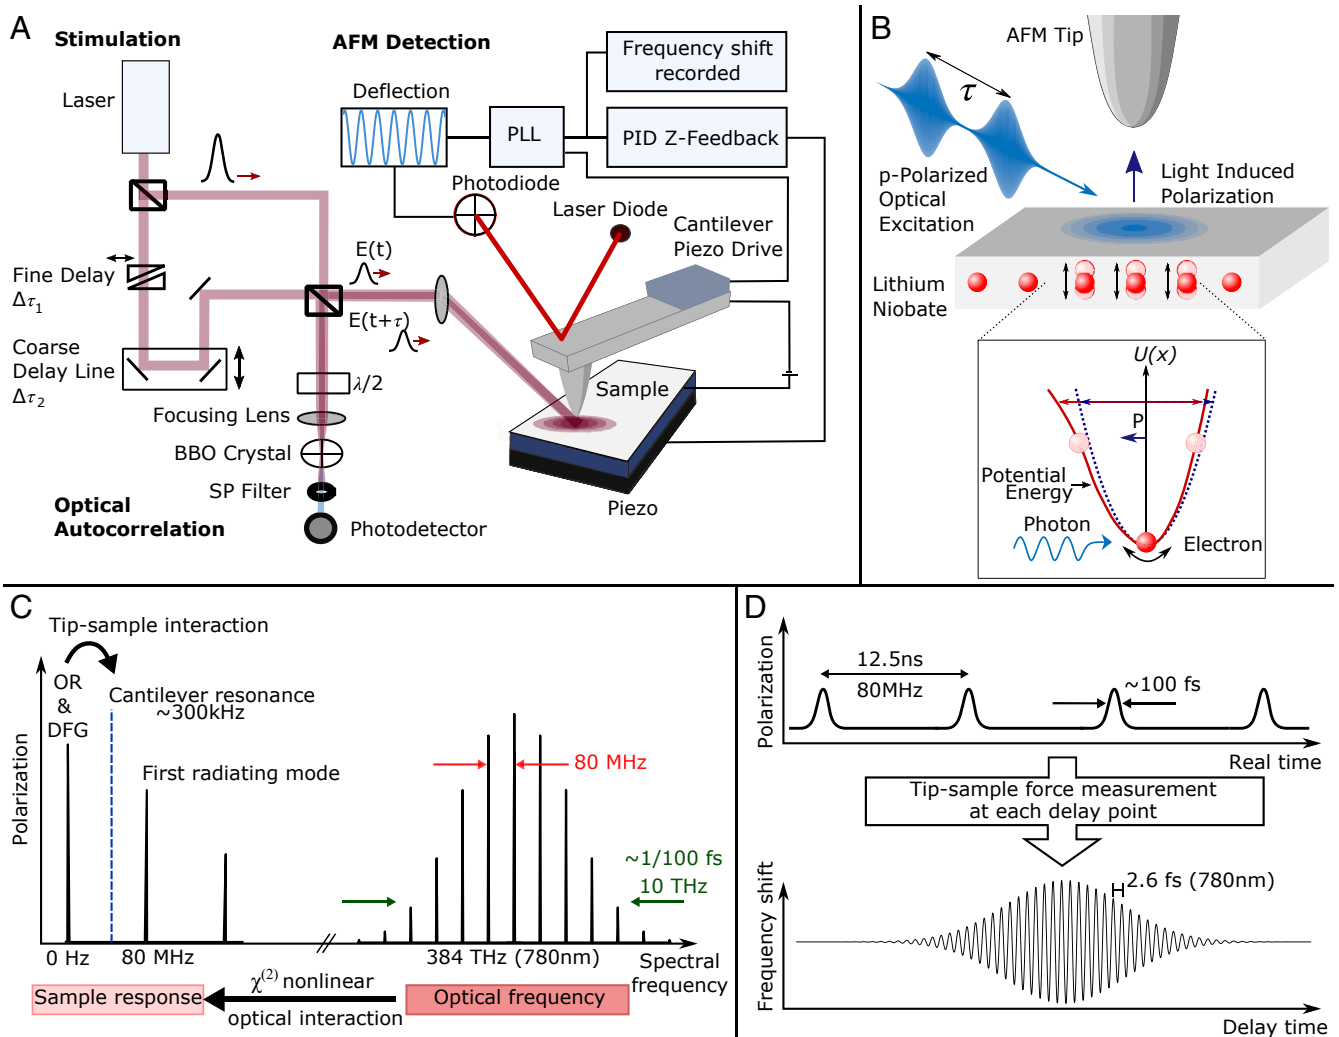 A
Stimulation
Laser
Fine Delay
Δτ1
Coarse
Delay Line
Δτ2
Optical
Autocorrelation
AFM Detection
Deflection
PLL
Frequency shift
recorded
PID Z-Feedback
Photodiode
Laser Diode
Cantilever
Piezo Drive
E(t)
E(t+τ)
λ/2
Focusing Lens
BBO Crystal
SP Filter
Photodetector
Sample
Piezo
B
AFM Tip
τ
p-Polarized
Optical
Excitation
Light Induced
Polarization
Lithium
Niobate
U(x)
P
Potential
Energy
Photon
Electron
C
Tip-sample interaction
OR
&
DFG
Cantilever resonance
~300kHz
First radiating mode
Polarization
80 MHz
~1/100 fs
10 THz
0 Hz
80 MHz
384 THz (780nm)
Spectral
frequency
Sample response
χ(2) nonlinear
optical interaction
Optical frequency
D
Polarization
12.5ns
80MHz
~100 fs
Real time
Tip-sample force measurement
at each delay point
Frequency shift
2.6 fs (780nm)
Delay time